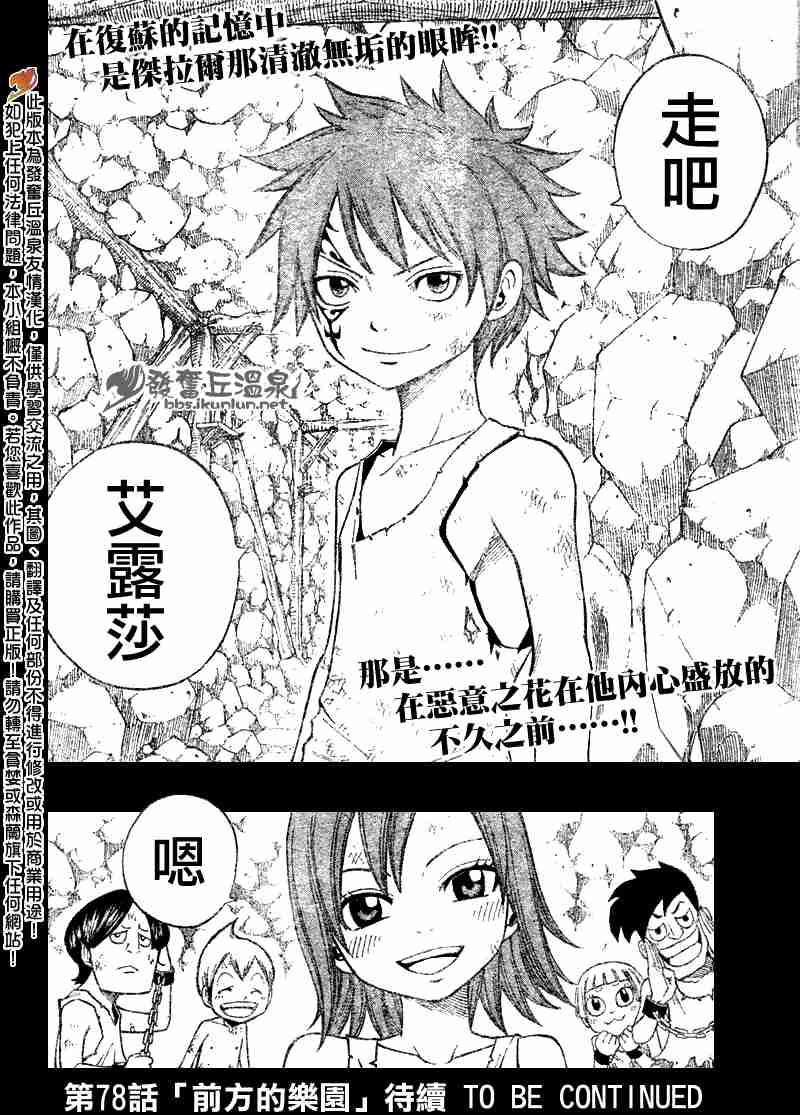 在復蘇的記憶中
是傑拉爾那清澈無垢的眼眸!!
走吧
發奮丘溫泉
bbs.ikunlun.net
艾露莎
那是……
在惡意之花在他內心盛放的
不久之前……!!
嗯
第78話「前方的樂園」待續 TO BE CONTINUED
此版本為發奮丘溫泉友情漢化，僅供學習交流之用，其圖、翻譯及任何部份不得進行修改或用於商業用途！
如犯上任何法律問題，本小組概不負責。若您喜歡此作品，請購買正版！請勿轉至貪婪或森蘭旗下任何網站！